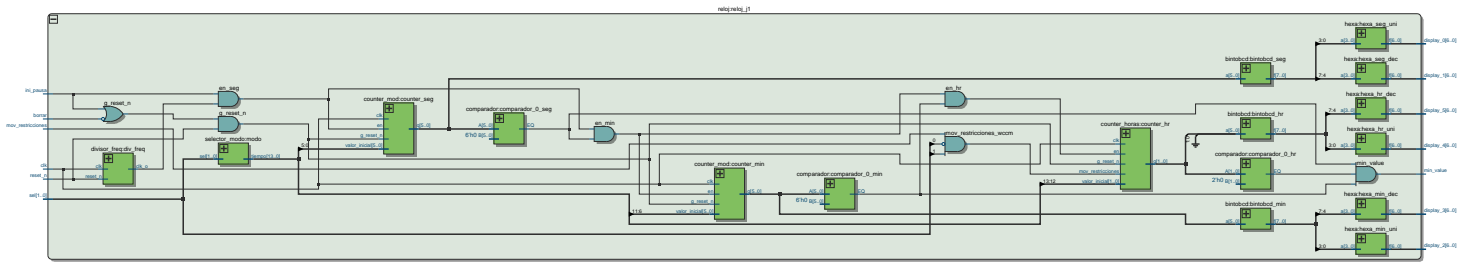 reloj:reloj_j1
ini_pausa
borrar
mov_restricciones
clk
reset_n
sel[1..0]
g_reset_n
divisor_freq:div_freq
clk
clk_o
reset_n
en_seg
g_reset_n
selector_modo:modo
sel[1..0]
tiempo[13..0]
5:0
counter_mod:counter_seg
clk
en
g_reset_n
valor_inicial[5..0]
q[5..0]
comparador:comparador_0_seg
A[5..0]
6'h0 B[5..0]
EQ
en_min
counter_mod:counter_min
clk
en
g_reset_n
11:6
valor_inicial[5..0]
q[5..0]
comparador:comparador_0_min
A[5..0]
6'h0 B[5..0]
EQ
en_hr
mov_restricciones_wccm
0
1
counter_horas:counter_hr
clk
en
g_reset_n
mov_restricciones
13:12
valor_inicial[1..0]
q[1..0]
bintobcd:bintobcd_seg
a[5..0]
f[7..0]
bintobcd:bintobcd_hr
a[5..0]
f[7..0]
comparador:comparador_0_hr
A[1..0]
2'h0 B[1..0]
EQ
bintobcd:bintobcd_min
a[5..0]
f[7..0]
hexa:hexa_seg_uni
3:0
a[3..0]
f[6..0]
display_0[6..0]
hexa:hexa_seg_dec
7:4
a[3..0]
f[6..0]
display_1[6..0]
hexa:hexa_hr_dec
7:4
a[3..0]
f[6..0]
display_5[6..0]
hexa:hexa_hr_uni
3:0
a[3..0]
f[6..0]
display_4[6..0]
min_value
min_value
hexa:hexa_min_dec
7:4
a[3..0]
f[6..0]
display_3[6..0]
hexa:hexa_min_uni
3:0
a[3..0]
f[6..0]
display_2[6..0]